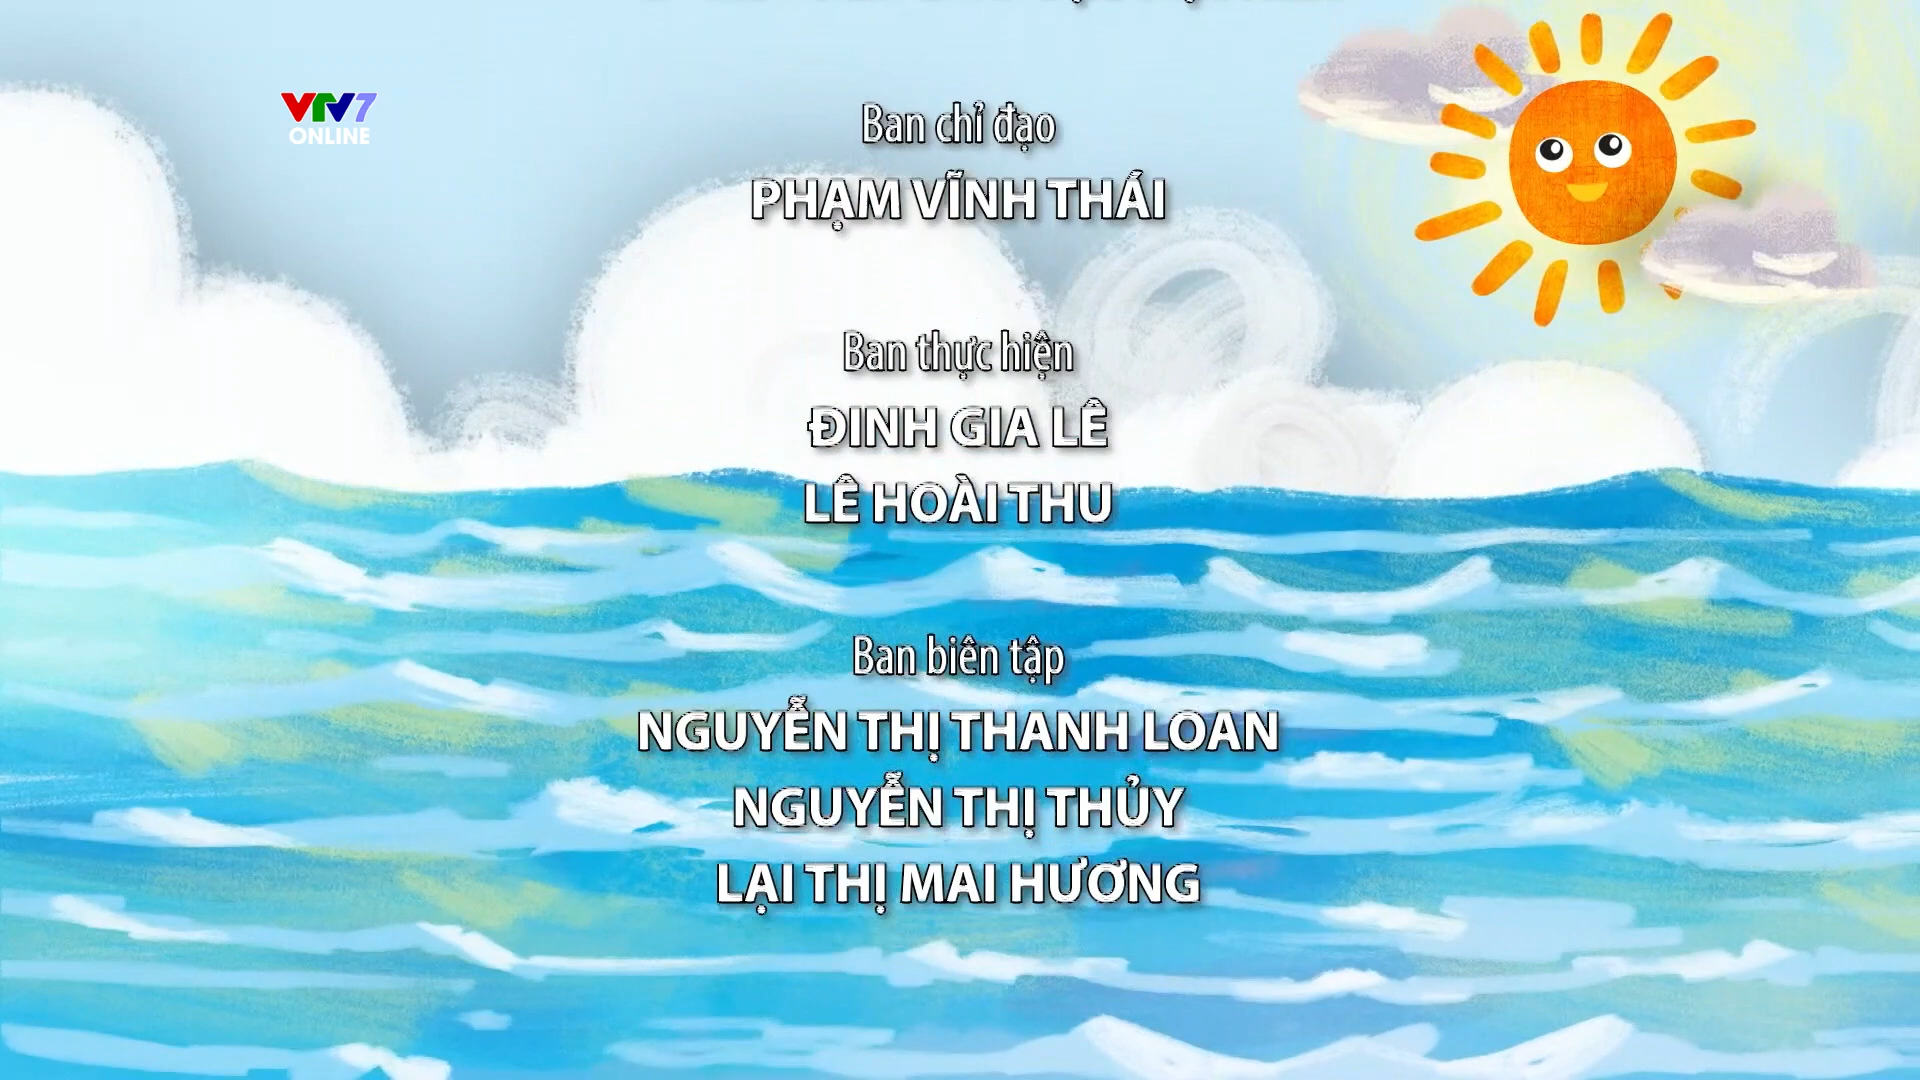 VTV7
ONLINE
Ban chỉ đạo
PHẠM VĨNH THÁI
Ban thực hiện
ĐINH GIA LÊ
LÊ HOÀI THU
Ban biên tập
NGUYỄN THỊ THANH LOAN
NGUYỄN THỊ THỦY
LẠI THỊ MAI HƯƠNG